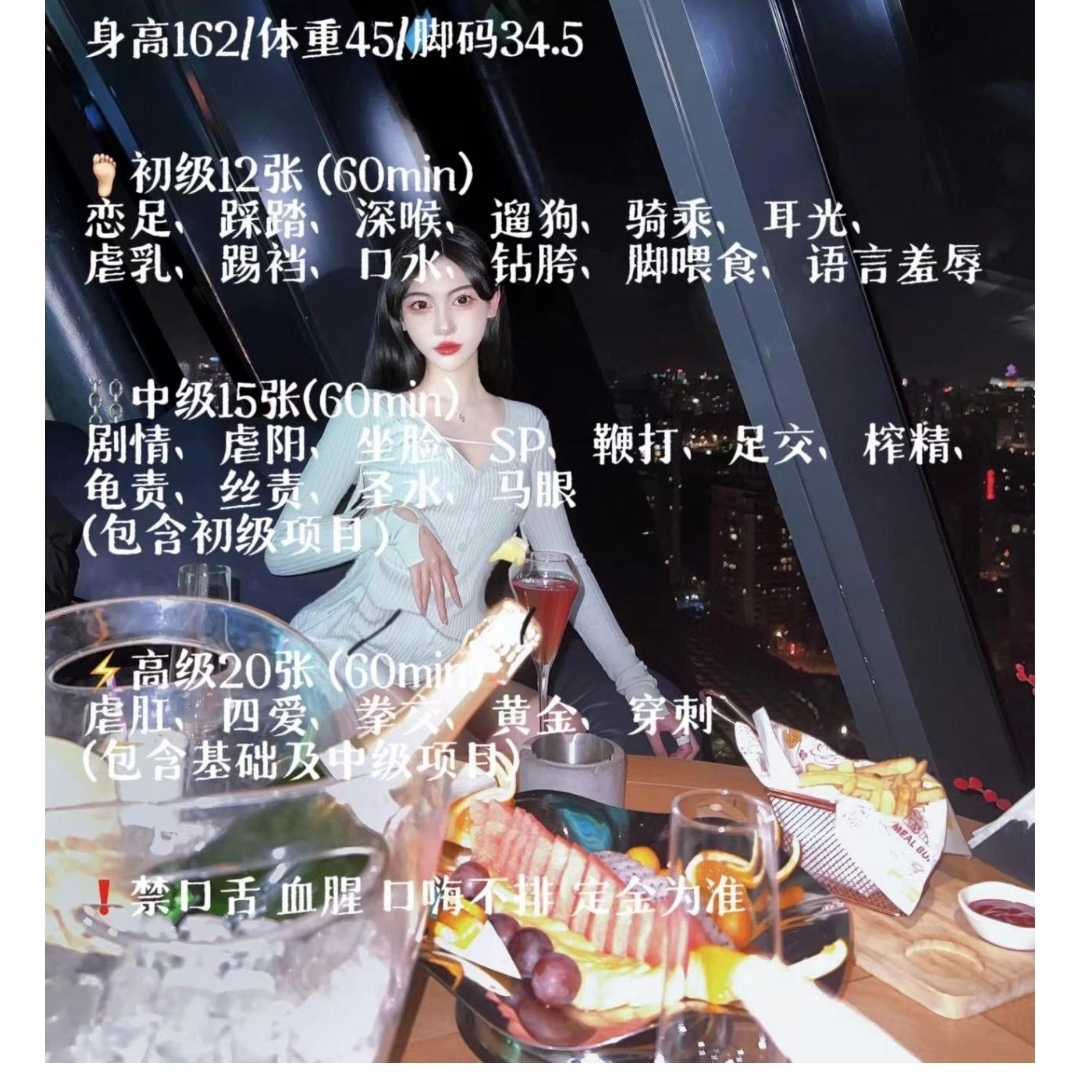 身高162/体重45/脚码34.5
初级12张 (60min)
恋足、踩踏、深喉、遛狗、骑乘、耳光、
虐乳、踢裆、口水、钻胯、脚喂食、语言羞辱
中级15张(60min)
剧情、虐阳、坐脸、SP、鞭打、足交、榨精、
龟责、丝责、圣水、马眼
(包含初级项目)
高级20张 (60min)
虐肛、四爱、拳交、黄金、穿刺
(包含基础及中级项目)
❗禁口舌 血腥 口嗨不排 定金为准
MEAL BU